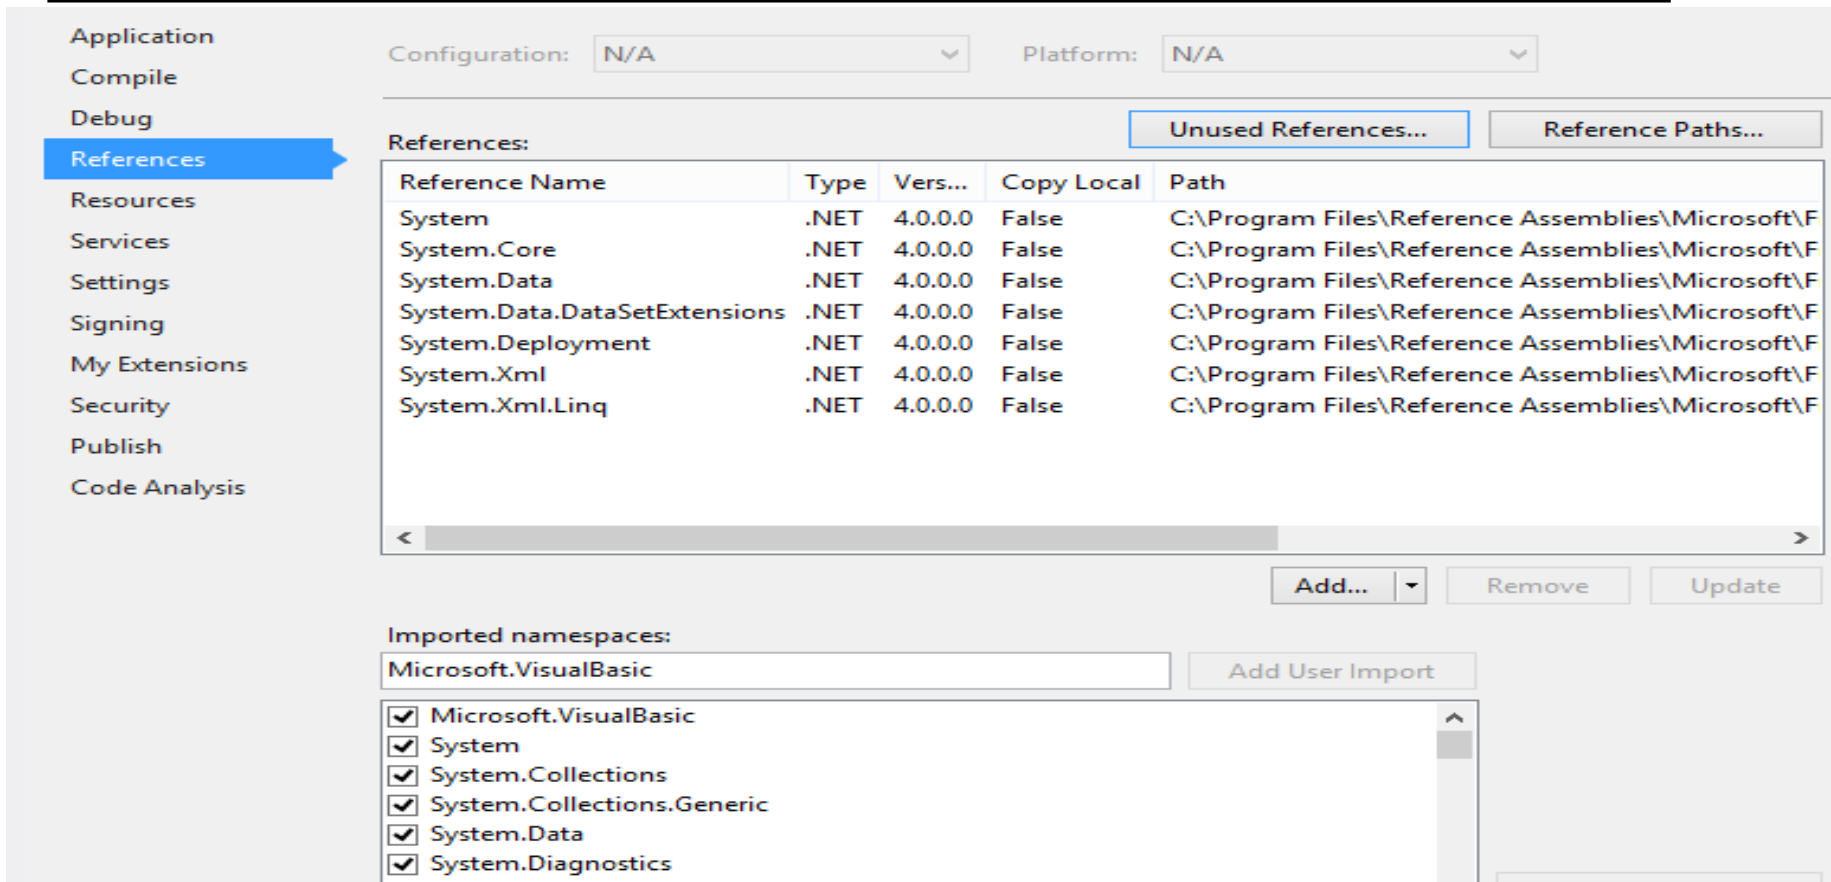 Application
Compile
Debug
References
Resources
Services
Settings
Signing
My Extensions
Security
Publish
Code Analysis
Configuration: N/A Platform: N/A
References: Unused References... Reference Paths...
Reference Name Type Vers... Copy Local Path
System .NET 4.0.0.0 False C:\Program Files\Reference Assemblies\Microsoft\F
System.Core .NET 4.0.0.0 False C:\Program Files\Reference Assemblies\Microsoft\F
System.Data .NET 4.0.0.0 False C:\Program Files\Reference Assemblies\Microsoft\F
System.Data.DataSetExtensions .NET 4.0.0.0 False C:\Program Files\Reference Assemblies\Microsoft\F
System.Deployment .NET 4.0.0.0 False C:\Program Files\Reference Assemblies\Microsoft\F
System.Xml .NET 4.0.0.0 False C:\Program Files\Reference Assemblies\Microsoft\F
System.Xml.Linq .NET 4.0.0.0 False C:\Program Files\Reference Assemblies\Microsoft\F
Add... Remove Update
Imported namespaces:
Microsoft.VisualBasic Add User Import
Microsoft.VisualBasic
System
System.Collections
System.Collections.Generic
System.Data
System.Diagnostics